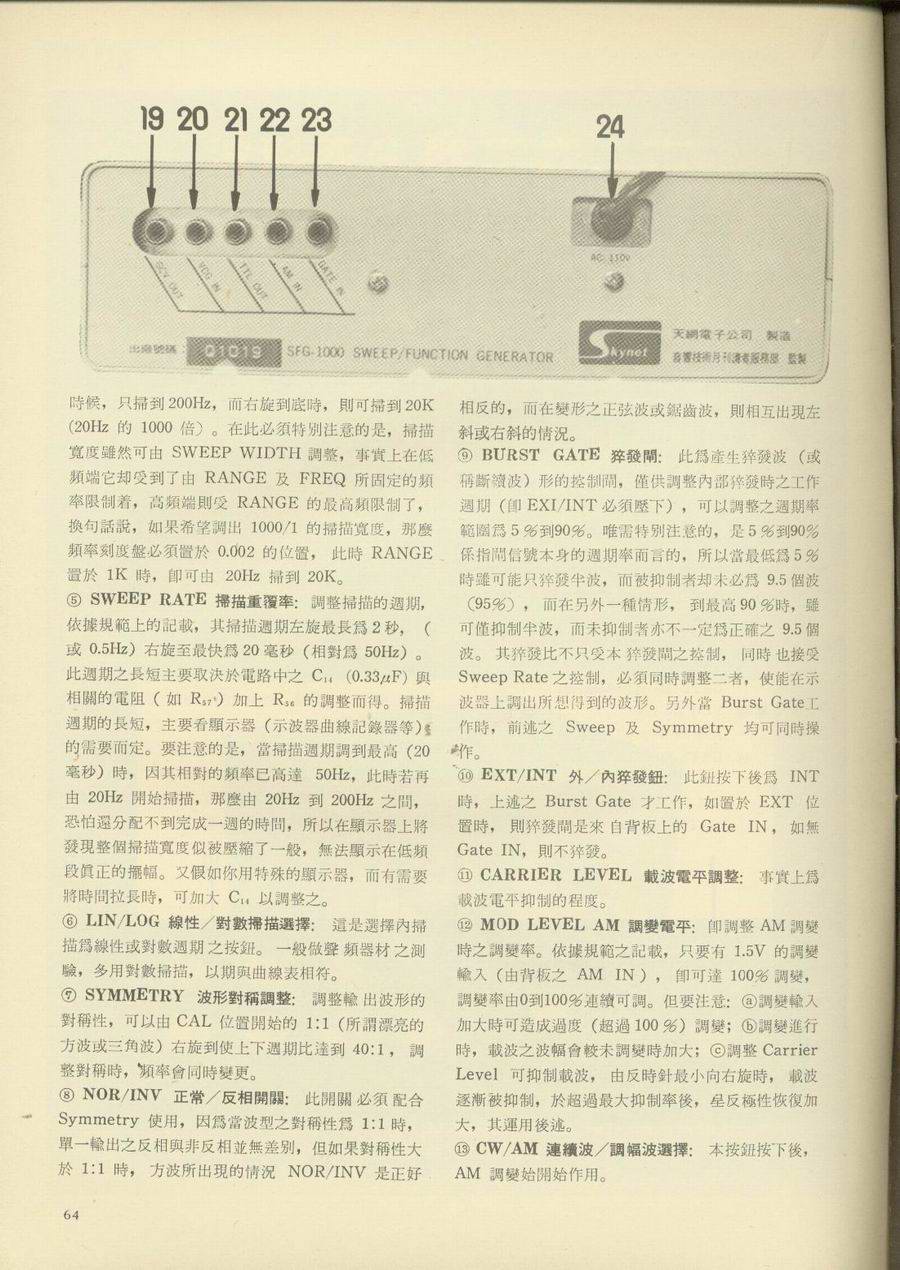 19 20 21 22 23
24
SCV OUT
VCG IN
TTL OUT
AM IN
GATE IN
AC 110V
出廠號碼
01019
SFG-1000 SWEEP/FUNCTION GENERATOR
Skynet
天網電子公司 製造
音響技術月刊讀者服務部 監製
時候，只掃到200Hz，而右旋到底時，則可掃到20K
(20Hz 的 1000 倍）。在此必須特別注意的是，掃描
寬度雖然可由 SWEEP WIDTH 調整，事實上在低
頻端它却受到了由 RANGE 及 FREQ 所固定的頻
率限制着，高頻端則受 RANGE 的最高頻限制了，
換句話說，如果希望調出 1000/1 的掃描寬度，那麼
頻率刻度盤必須置於 0.002 的位置， 此時 RANGE
置於 1K 時，卽可由 20Hz 掃到 20K。
⑤ SWEEP RATE 掃描重覆率: 調整掃描的週期，
依據規範上的記載，其掃描週期左旋最長爲2秒， (
或 0.5Hz）右旋至最快爲20毫秒（相對爲 50Hz）。
此週期之長短主要取決於電路中之 C₁₄ (0.33μF) 與
相關的電阻（ 如 R₃₇'）加上 R₃₆ 的調整而得。掃描
週期的長短，主要看顯示器（示波器曲線記錄器等）
的需要而定。要注意的是，當掃描週期調到最高（20
毫秒）時，因其相對的頻率已高達 50Hz，此時若再
由 20Hz 開始掃描，那麼由 20Hz 到 200Hz 之間，
恐怕還分配不到完成一週的時間，所以在顯示器上將
發現整個掃描寬度似被壓縮了一般，無法顯示在低頻
段眞正的擺幅。又假如你用特殊的顯示器，而有需要
將時間拉長時，可加大 C₁₄ 以調整之。
⑥ LIN/LOG 線性／對數掃描選擇: 這是選擇內掃
描爲線性或對數週期之按鈕。 一般做聲頻器材之測
驗，多用對數掃描，以期與曲線表相符。
⑦ SYMMETRY 波形對稱調整: 調整輸出波形的
對稱性，可以由 CAL 位置開始的 1:1（所謂漂亮的
方波或三角波）右旋到使上下週期比達到 40:1， 調
整對稱時，頻率會同時變更。
⑧ NOR/INV 正常／反相開關: 此開關必須配合
Symmetry 使用，因爲當波型之對稱性爲 1:1 時，
單一輸出之反相與非反相並無差別，但如果對稱性大
於 1:1 時， 方波所出現的情況 NOR/INV 是正好
相反的，而在變形之正弦波或鋸齒波，則相互出現左
斜或右斜的情況。
⑨ BURST GATE 猝發閘: 此爲產生猝發波（或
稱斷續波）形的控制閘，僅供調整內部猝發時之工作
週期（卽 EXI/INT 必須壓下），可以調整之週期率
範圍爲5％到90％。唯需特別注意的，是5％到90％
係指閘信號本身的週期率而言的，所以當最低爲5％
時雖可能只猝發半波，而被抑制者却未必爲 9.5個波
（95％）， 而在另外一種情形， 到最高90％時，雖
可僅抑制半波，而未抑制者亦不一定爲正確之 9.5個
波。 其猝發比不只受本猝發閘之控制， 同時也接受
Sweep Rate之控制，必須同時調整二者，使能在示
波器上調出所想得到的波形。另外當 Burst Gate工
作時，前述之 Sweep 及 Symmetry 均可同時操
作。
⑩ EXT/INT 外／內猝發鈕: 此鈕按下後爲 INT
時，上述之 Burst Gate 才工作，如置於 EXT 位
置時， 則猝發閘是來自背板上的 Gate IN，如無
Gate IN，則不猝發。
⑪ CARRIER LEVEL 載波電平調整: 事實上爲
載波電平抑制的程度。
⑫ MOD LEVEL AM 調變電平: 卽調整AM調變
時之調變率。依據規範之記載，只要有 1.5V 的調變
輸入（由背板之 AM IN）， 卽可達 100％調變，
調變率由0到100％連續可調。但要注意: ⓐ調變輸入
加大時可造成過度（超過100％）調變; ⓑ調變進行
時，載波之波幅會較未調變時加大; ⓒ調整 Carrier
Level 可抑制載波， 由反時針最小向右旋時， 載波
逐漸被抑制，於超過最大抑制率後，呈反極性恢復加
大，其運用後述。
⑬ CW/AM 連續波／調幅波選擇: 本按鈕按下後，
AM 調變始開始作用。
64